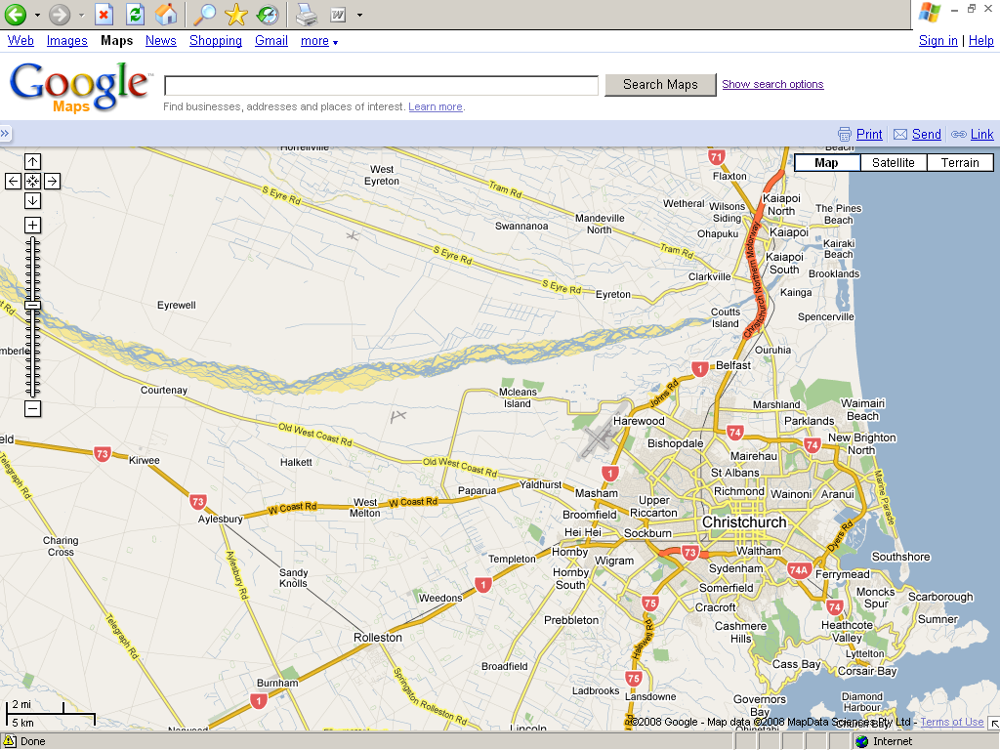 Web Images Maps News Shopping Gmail more
Sign in | Help
Google™
Maps
Search Maps
Show search options
Find businesses, addresses and places of interest. Learn more.
»
Print Send Link
Map Satellite Terrain
Horrellville
Beach
71
West
Eyreton
Flaxton
S Eyre Rd
Tram Rd
Wetheral
Wilsons
Siding
Kaiapoi
North
The Pines
Beach
Swannanoa
Mandeville
North
Ohapuku
Kaiapoi
Kairaki
Beach
S Eyre Rd
Tram Rd
Kaiapoi
South
Christchurch Northern Motorway
Clarkville
Brooklands
S Eyre Rd
Eyreton
Kainga
Eyrewell
Coutts
Island
Spencerville
Ouruhia
1
Belfast
Courtenay
Mcleans
Island
Johns Rd
Marshland
Waimairi
Beach
Harewood
Parklands
Old West Coast Rd
74
New Brighton
North
Bishopdale
74
73
Kirwee
Halkett
Old West Coast Rd
Mairehau
Telegraph Rd
1
St Albans
Paparua
Yaldhurst
Masham
Richmond
Wainoni
Aranui
Marine Parade
73
Aylesbury
W Coast Rd
West
Melton
W Coast Rd
Upper
Riccarton
Broomfield
Christchurch
Dyers Rd
Charing
Cross
Hei Hei
Sockburn
Hornby
73
Waltham
Southshore
Templeton
Wigram
Aylesbury Rd
Sandy
Knolls
Hornby
South
Sydenham
74A
Ferrymead
1
Somerfield
Moncks
Spur
Scarborough
Weedons
75
Cracroft
74
Sumner
Telegraph Rd
Prebbleton
Halswell Rd
Cashmere
Hills
Heathcote
Valley
Rolleston
Lyttelton
Cass Bay
Corsair Bay
Broadfield
75
Burnham
Springston Rolleston Rd
Ladbrooks
Lansdowne
1
Governors
Bay
Diamond
Harbour
2 mi
5 km
Norwood
Lincoln
©2008 Google - Map data ©2008 MapData Sciences Pty Ltd - Terms of Use
Done
Internet